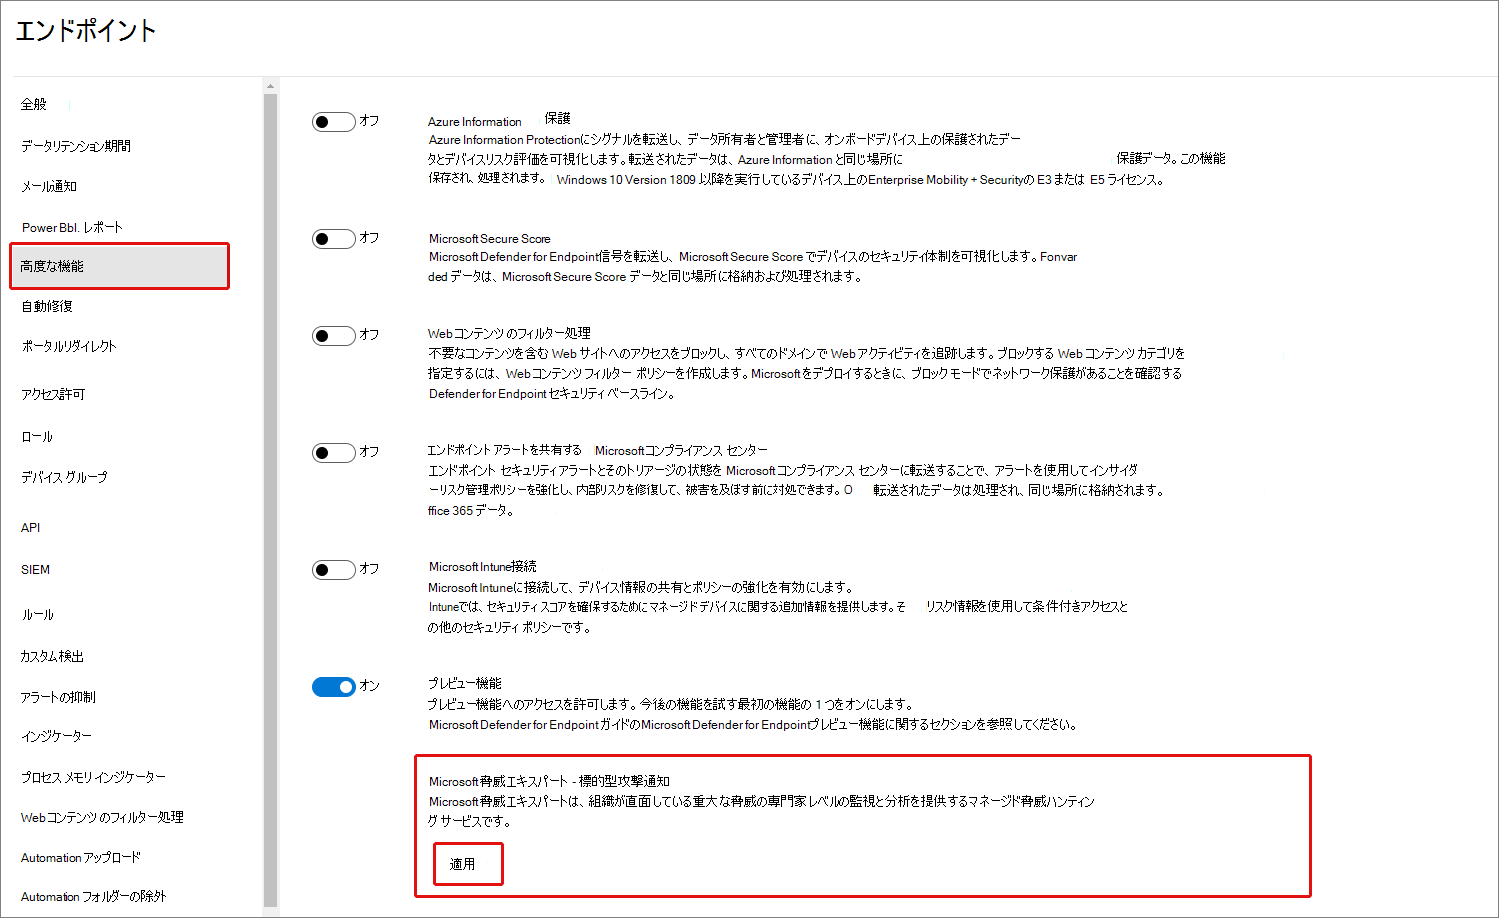 エンドポイント
全般
データリテンション期間
メール通知
Power Bbl. レポート
高度な機能
自動修復
ポータルリダイレクト
アクセス許可
ロール
デバイス グループ
API
SIEM
ルール
カスタム検出
アラートの抑制
インジケーター
プロセス メモリ インジケーター
Web コンテンツ のフィルター処理
Automation アップロード
Automation フォルダーの除外
オフ
Azure Information 保護
Azure Information Protectionにシグナルを転送し、データ所有者と管理者に、オンボードデバイス上の保護されたデー
タとデバイスリスク評価を可視化します。転送されたデータは、Azure Information と同じ場所に 保護データ。この機能
保存され、処理されます。 Windows 10 Version 1809 以降を実行しているデバイス上のEnterprise Mobility + Securityの E3 または E5 ライセンス。
オフ
Microsoft Secure Score
Microsoft Defender for Endpoint信号を転送し、Microsoft Secure Score でデバイスのセキュリティ体制を可視化します。Fonvar
ded データは、Microsoft Secure Score データと同じ場所に格納および処理されます。
オフ
Web コンテンツ のフィルター処理
不要なコンテンツを含む Web サイトへのアクセスをブロックし、すべてのドメインで Web アクティビティを追跡します。ブロックする Web コンテンツ カテゴリを
指定するには、Web コンテンツ フィルター ポリシーを作成します。Microsoftをデプロイするときに、ブロック モードでネットワーク保護があることを確認する
Defender for Endpoint セキュリティ ベースライン。
オフ
エンドポイント アラートを共有する Microsoftコンプライアンス センター
エンドポイント セキュリティ アラートとそのトリアージの状態を Microsoft コンプライアンス センターに転送することで、アラートを使用してインサイダ
ーリスク管理ポリシーを強化し、内部リスクを修復して、被害を及ぼす前に対処できます。O 転送されたデータは処理され、同じ場所に格納されます。
ffice 365 データ。
オフ
Microsoft Intune接続
Microsoft Intuneに接続して、デバイス情報の共有とポリシーの強化を有効にします。
Intuneでは、セキュリティ スコアを確保するためにマネージド デバイスに関する追加情報を提供します。そ リスク情報を使用して条件付きアクセスと
の他のセキュリティ ポリシーです。
オン
プレビュー機能
プレビュー機能へのアクセスを許可します。今後の機能を試す最初の機能の 1 つをオンにします。
Microsoft Defender for Endpoint ガイドのMicrosoft Defender for Endpointプレビュー機能に関するセクションを参照してください。
Microsoft 脅威エキスパート - 標的型攻撃通知
Microsoft脅威エキスパートは、組織が直面している重大な脅威の専門家レベルの監視と分析を提供するマネージド脅威ハンティン
グ サービスです。
適用